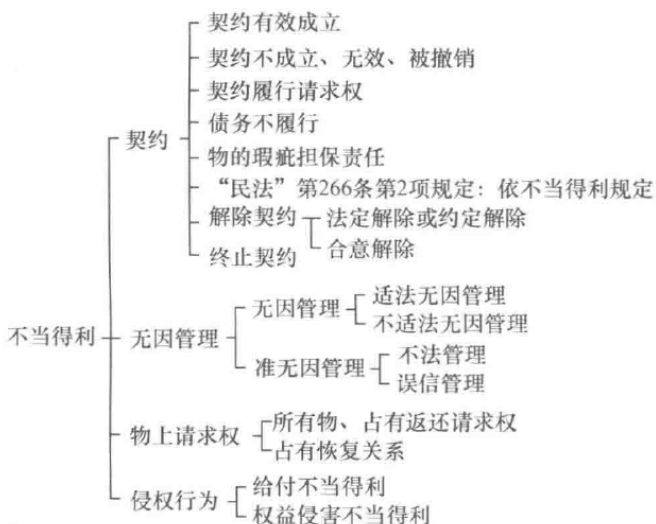 契约有效成立
契约不成立、无效、被撤销
契约履行请求权
债务不履行
契约
物的瑕疵担保责任
“民法”第266条第2项规定：依不当得利规定
解除契约
法定解除或约定解除
合意解除
终止契约
不当得利
无因管理
无因管理
适法无因管理
不适法无因管理
准无因管理
不法管理
误信管理
物上请求权
所有物、占有返还请求权
占有恢复关系
侵权行为
给付不当得利
权益侵害不当得利